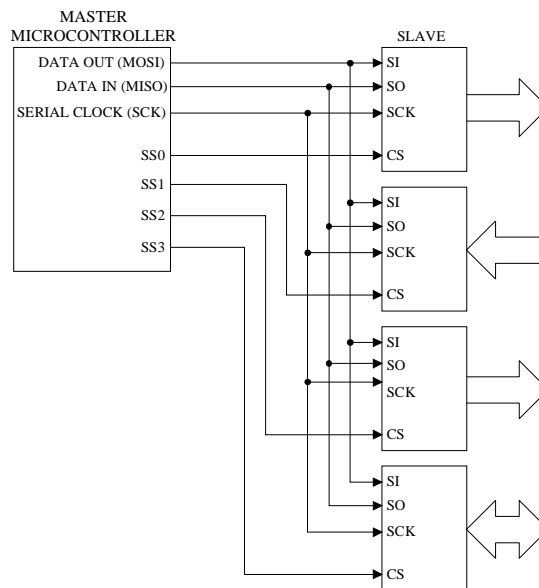 MASTER
MICROCONTROLLER
DATA OUT (MOSI)
DATA IN (MISO)
SERIAL CLOCK (SCK)
SS0
SS1
SS2
SS3
SLAVE
SI
SO
SCK
CS
SI
SO
SCK
CS
SI
SO
SCK
CS
SI
SO
SCK
CS